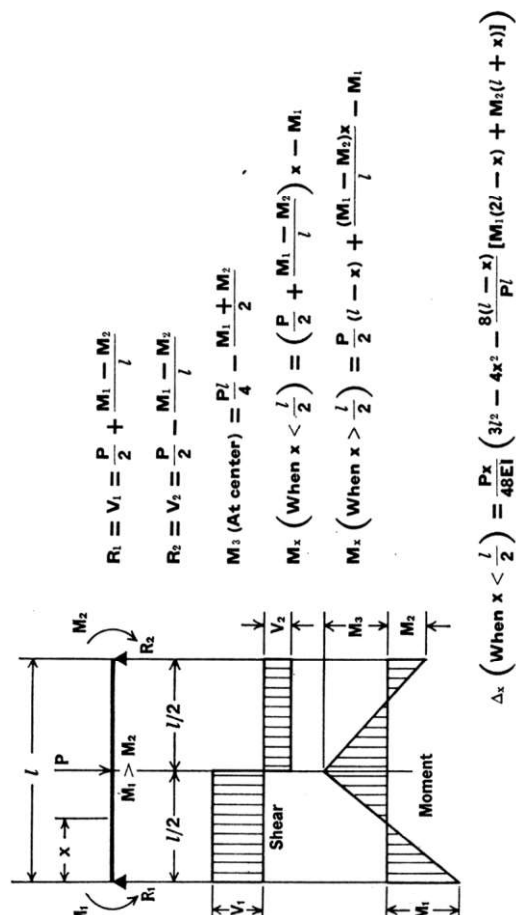 l
x
P
M₁ > M₂
M₁
M₂
R₁
R₂
l/2
l/2
V₁
V₂
Shear
M₃
M₁
M₂
Moment
R₁ = V₁ = P/2 + (M₁ − M₂)/l
R₂ = V₂ = P/2 − (M₁ − M₂)/l
M₃ (At center) = Pl/4 − (M₁ + M₂)/2
Mₓ (When x < l/2) = (P/2 + (M₁ − M₂)/l) x − M₁
Mₓ (When x > l/2) = P/2 (l − x) + (M₁ − M₂)x/l − M₁
Δₓ (When x < l/2) = Px/48EI (3l² − 4x² − 8(l − x)/Pl [M₁(2l − x) + M₂(l + x)])